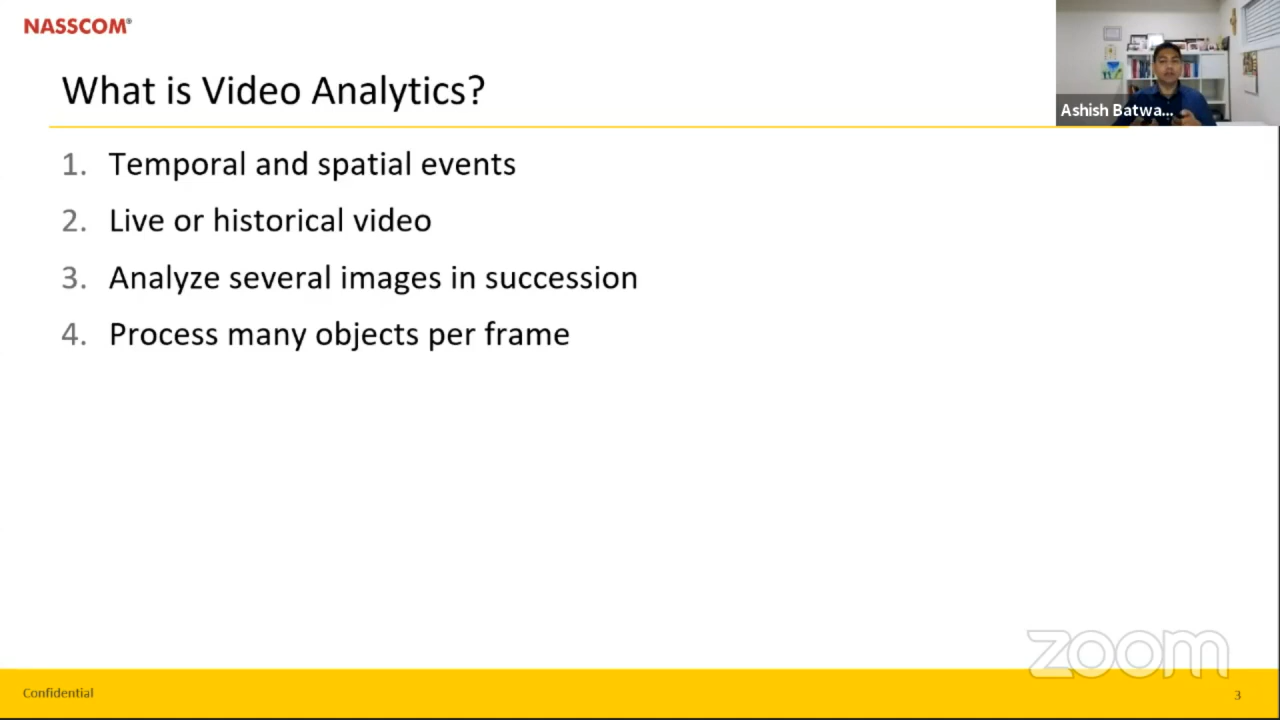 NASSCOM®
What is Video Analytics?
Ashish Batwa...
1. Temporal and spatial events
2. Live or historical video
3. Analyze several images in succession
4. Process many objects per frame
zoom
Confidential
3